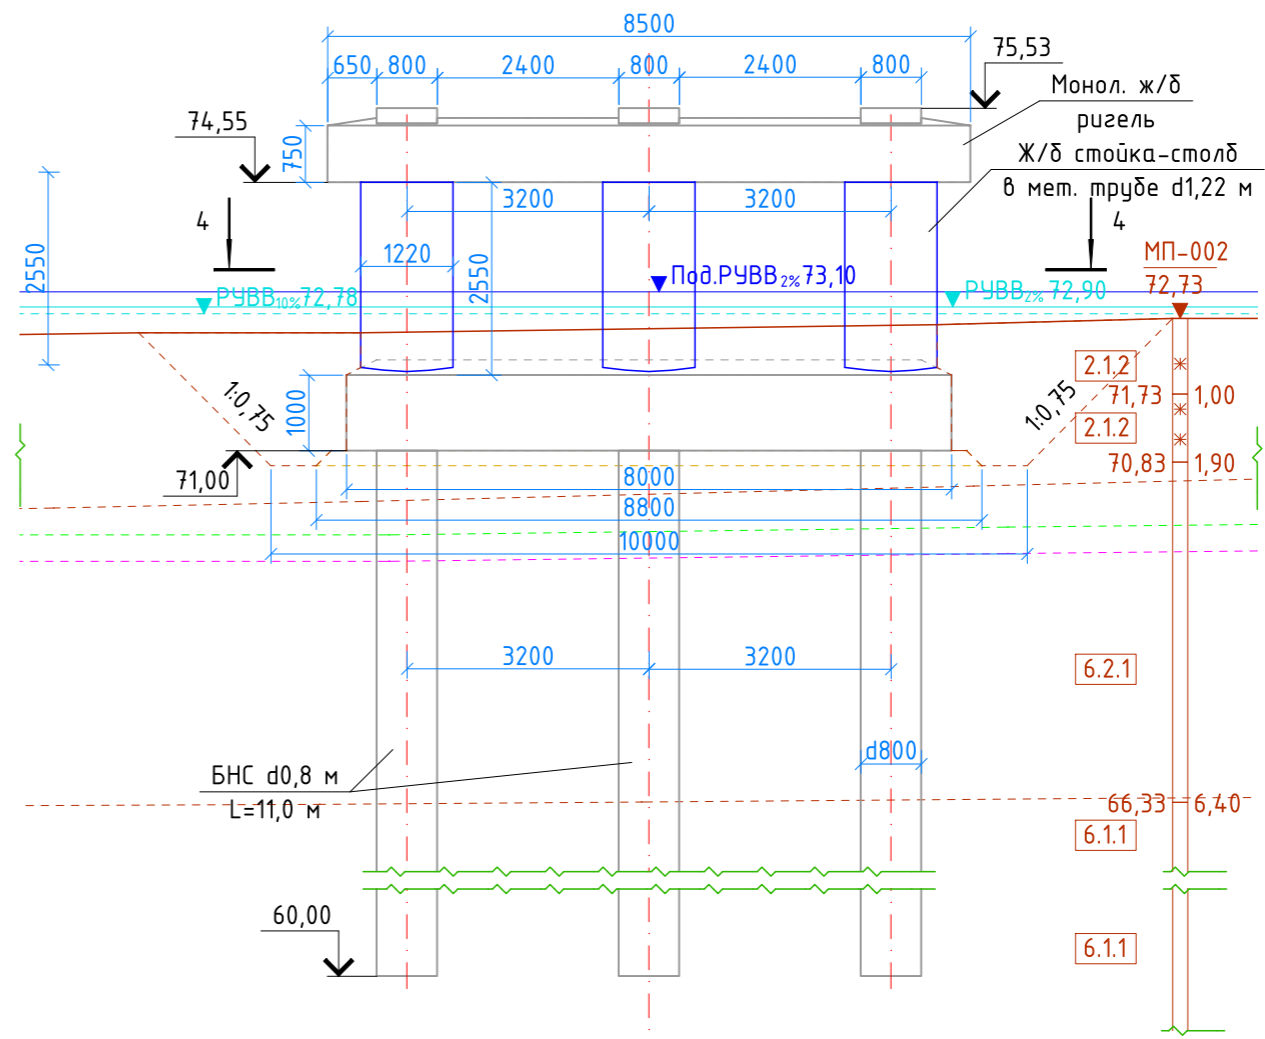 8500
650 800 2400 800 2400 800
75,53
Монол. ж/б
ригель
74,55
750
Ж/б стойка-столб
в мет. трубе d1,22 м
3200 3200
4 4
2550
1220
2550
МП-002
72,73
Под.РУВВ2% 73,10
РУВВ10% 72,78
РУВВ2% 72,90
1:0,75
1:0,75
2.1.2
71,73 1,00
1000
2.1.2
70,83 1,90
71,00
8000
8800
10000
3200 3200
6.2.1
d800
БНС d0,8 м
L=11,0 м
66,33 6,40
6.1.1
60,00
6.1.1